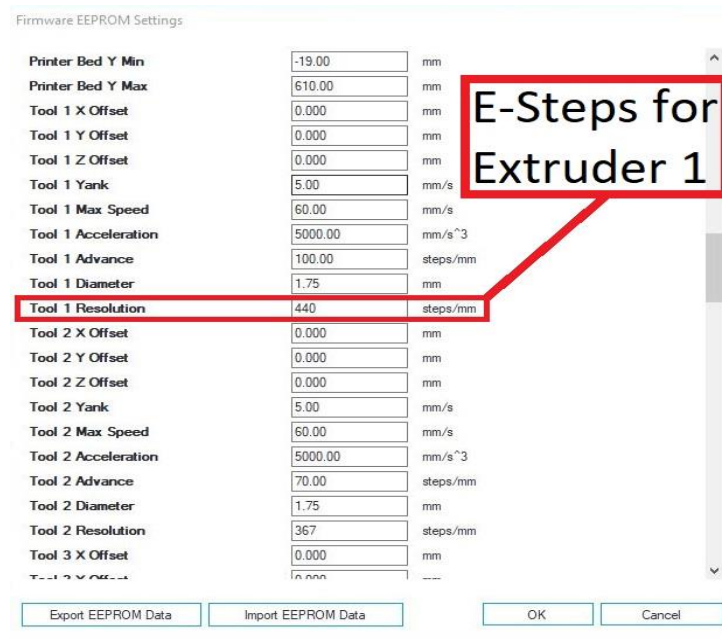 Firmware EEPROM Settings
Printer Bed Y Min -19.00 mm
Printer Bed Y Max 610.00 mm
Tool 1 X Offset 0.000 mm
Tool 1 Y Offset 0.000 mm
Tool 1 Z Offset 0.000 mm
Tool 1 Yank 5.00 mm/s
Tool 1 Max Speed 60.00 mm/s
Tool 1 Acceleration 5000.00 mm/s^3
Tool 1 Advance 100.00 steps/mm
Tool 1 Diameter 1.75 mm
Tool 1 Resolution 440 steps/mm
Tool 2 X Offset 0.000 mm
Tool 2 Y Offset 0.000 mm
Tool 2 Z Offset 0.000 mm
Tool 2 Yank 5.00 mm/s
Tool 2 Max Speed 60.00 mm/s
Tool 2 Acceleration 5000.00 mm/s^3
Tool 2 Advance 70.00 steps/mm
Tool 2 Diameter 1.75 mm
Tool 2 Resolution 367 steps/mm
Tool 3 X Offset 0.000 mm
E-Steps for
Extruder 1
Export EEPROM Data Import EEPROM Data OK Cancel